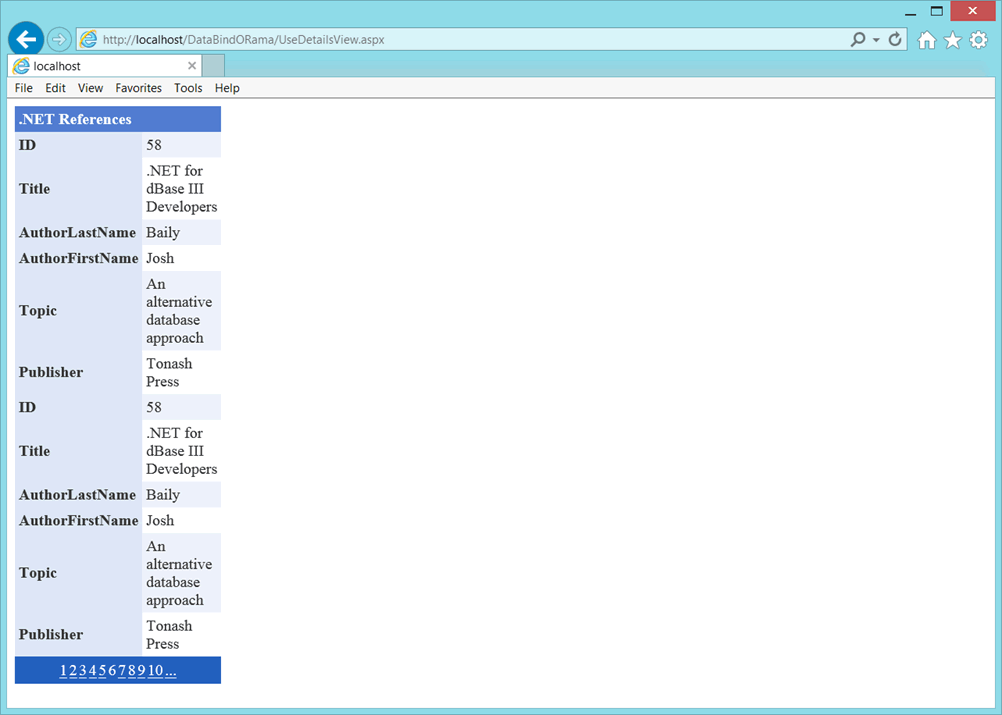 http://localhost/DataBindORama/UseDetailsView.aspx
localhost
File Edit View Favorites Tools Help
.NET References
ID 58
Title .NET for
dBase III
Developers
AuthorLastName Baily
AuthorFirstName Josh
Topic An
alternative
database
approach
Publisher Tonash
Press
ID 58
Title .NET for
dBase III
Developers
AuthorLastName Baily
AuthorFirstName Josh
Topic An
alternative
database
approach
Publisher Tonash
Press
1 2 3 4 5 6 7 8 9 10 ...